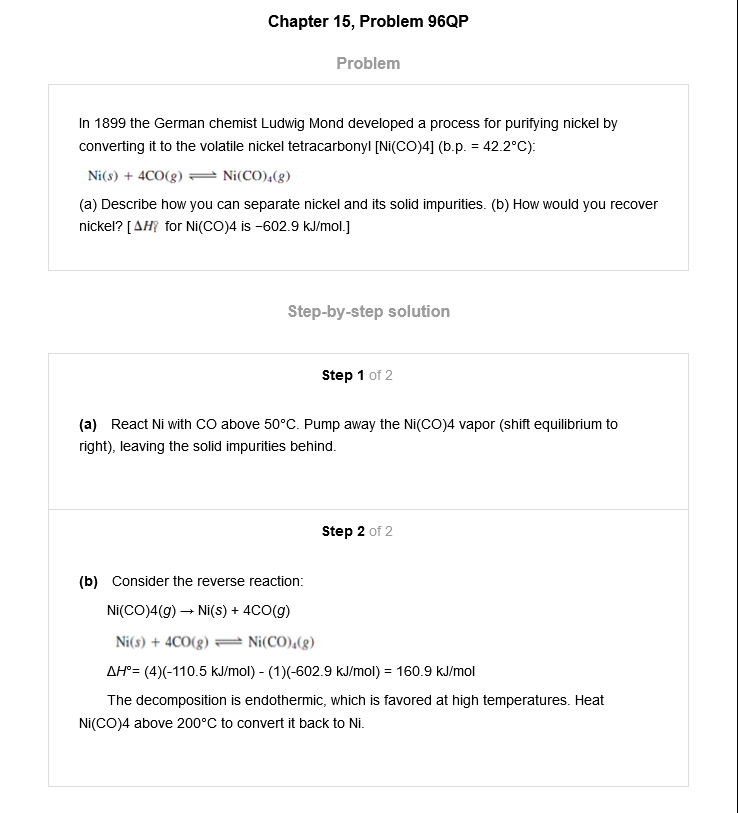 Chapter 15, Problem 96QP
Problem
In 1899 the German chemist Ludwig Mond developed a process for purifying nickel by
converting it to the volatile nickel tetracarbonyl [Ni(CO)4] (b.p. = 42.2°C):
Ni(s) + 4CO(g) ⇌ Ni(CO)₄(g)
(a) Describe how you can separate nickel and its solid impurities. (b) How would you recover
nickel? [ ΔH for Ni(CO)4 is −602.9 kJ/mol.]
Step-by-step solution
Step 1 of 2
(a) React Ni with CO above 50°C. Pump away the Ni(CO)4 vapor (shift equilibrium to
right), leaving the solid impurities behind.
Step 2 of 2
(b) Consider the reverse reaction:
Ni(CO)4(g) → Ni(s) + 4CO(g)
Ni(s) + 4CO(g) ⇌ Ni(CO)₄(g)
ΔH°= (4)(-110.5 kJ/mol) - (1)(-602.9 kJ/mol) = 160.9 kJ/mol
The decomposition is endothermic, which is favored at high temperatures. Heat
Ni(CO)4 above 200°C to convert it back to Ni.